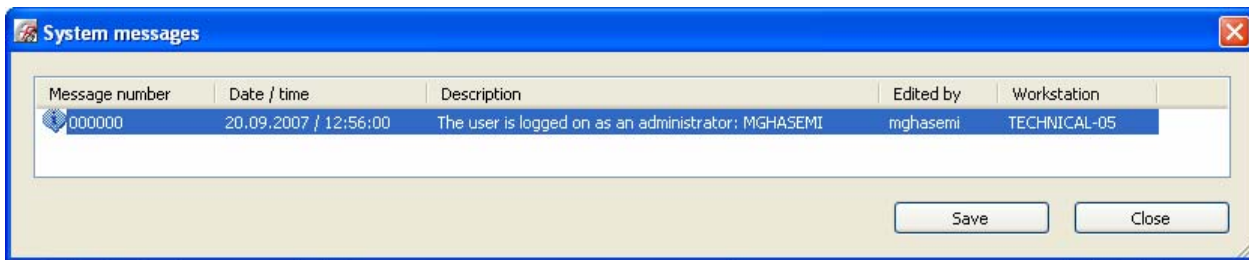 System messages
Message number Date / time Description Edited by Workstation
000000 20.09.2007 / 12:56:00 The user is logged on as an administrator: MGHASEMI mghasemi TECHNICAL-05
Save Close